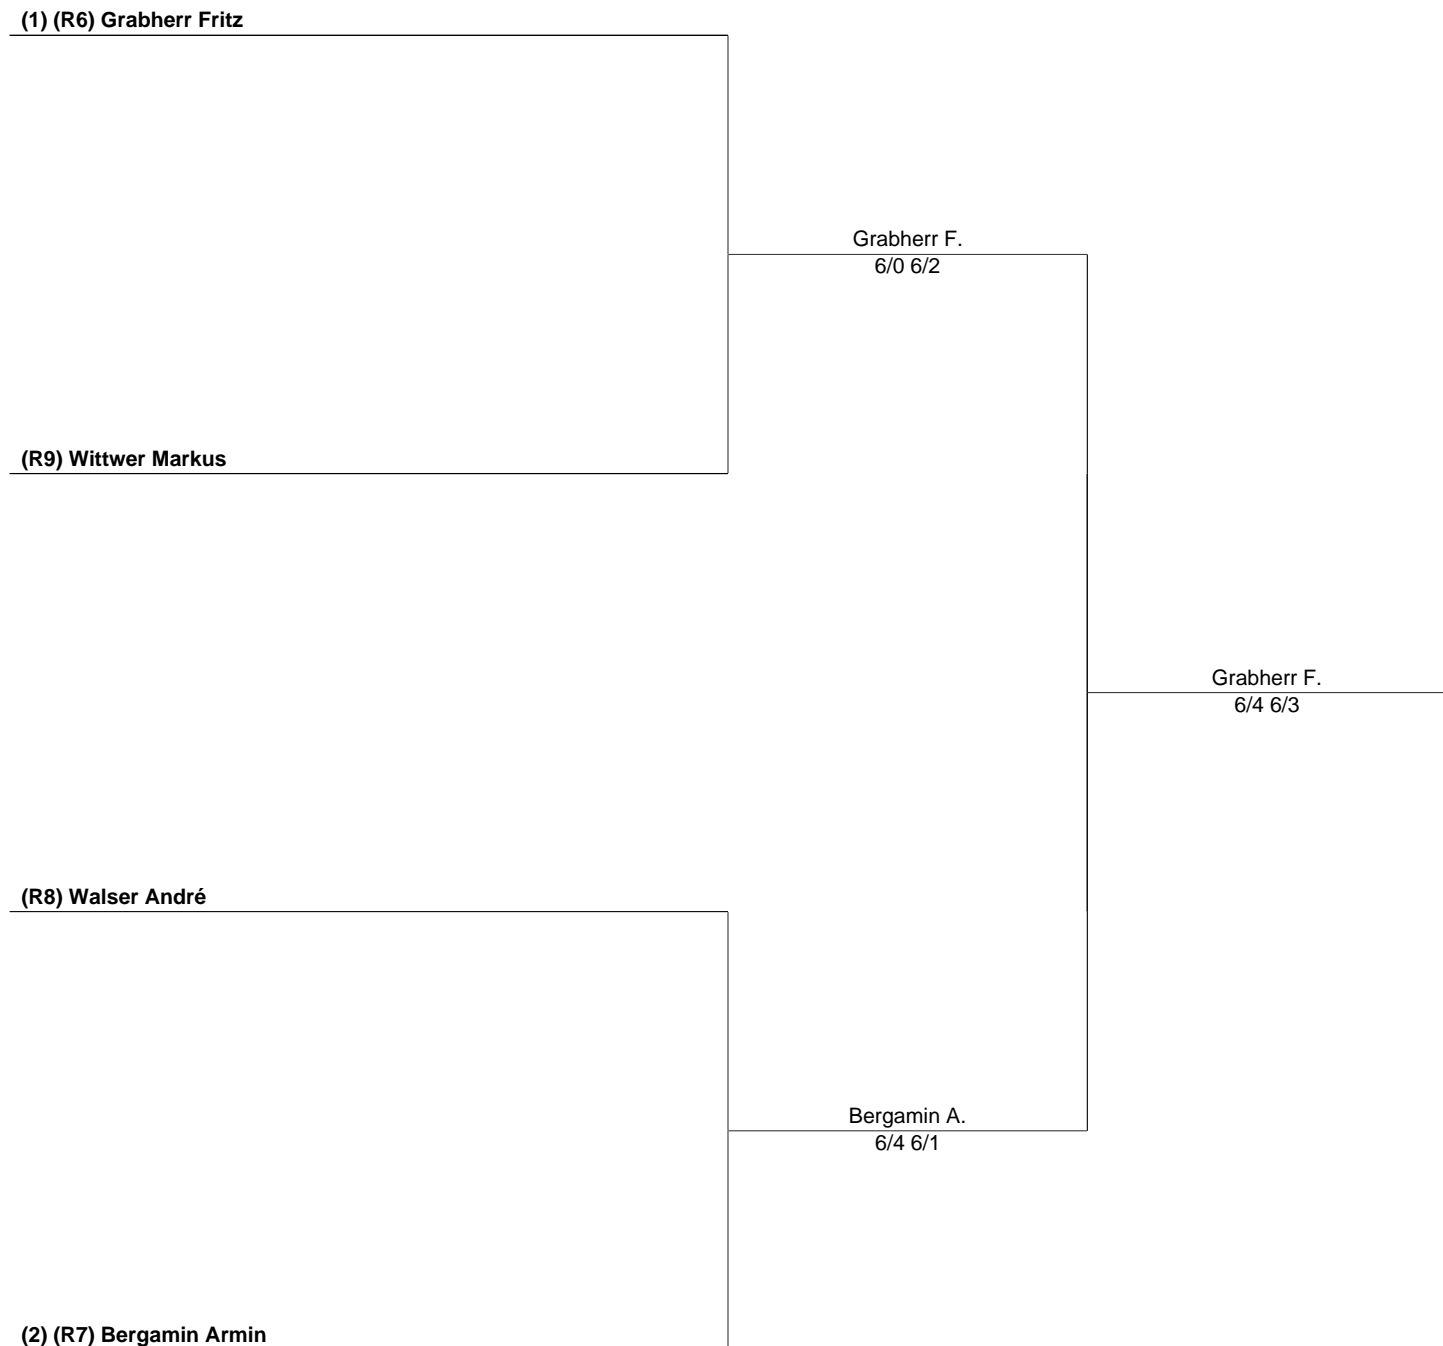 (1) (R6) Grabherr Fritz
Grabherr F.
6/0 6/2
(R9) Wittwer Markus
Grabherr F.
6/4 6/3
(R8) Walser André
Bergamin A.
6/4 6/1
(2) (R7) Bergamin Armin